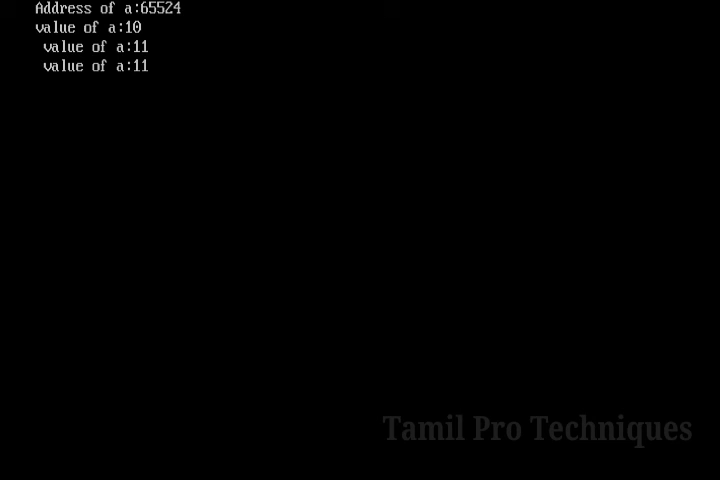 Address of a:65524
value of a:10
value of a:11
value of a:11
Tamil Pro Techniques